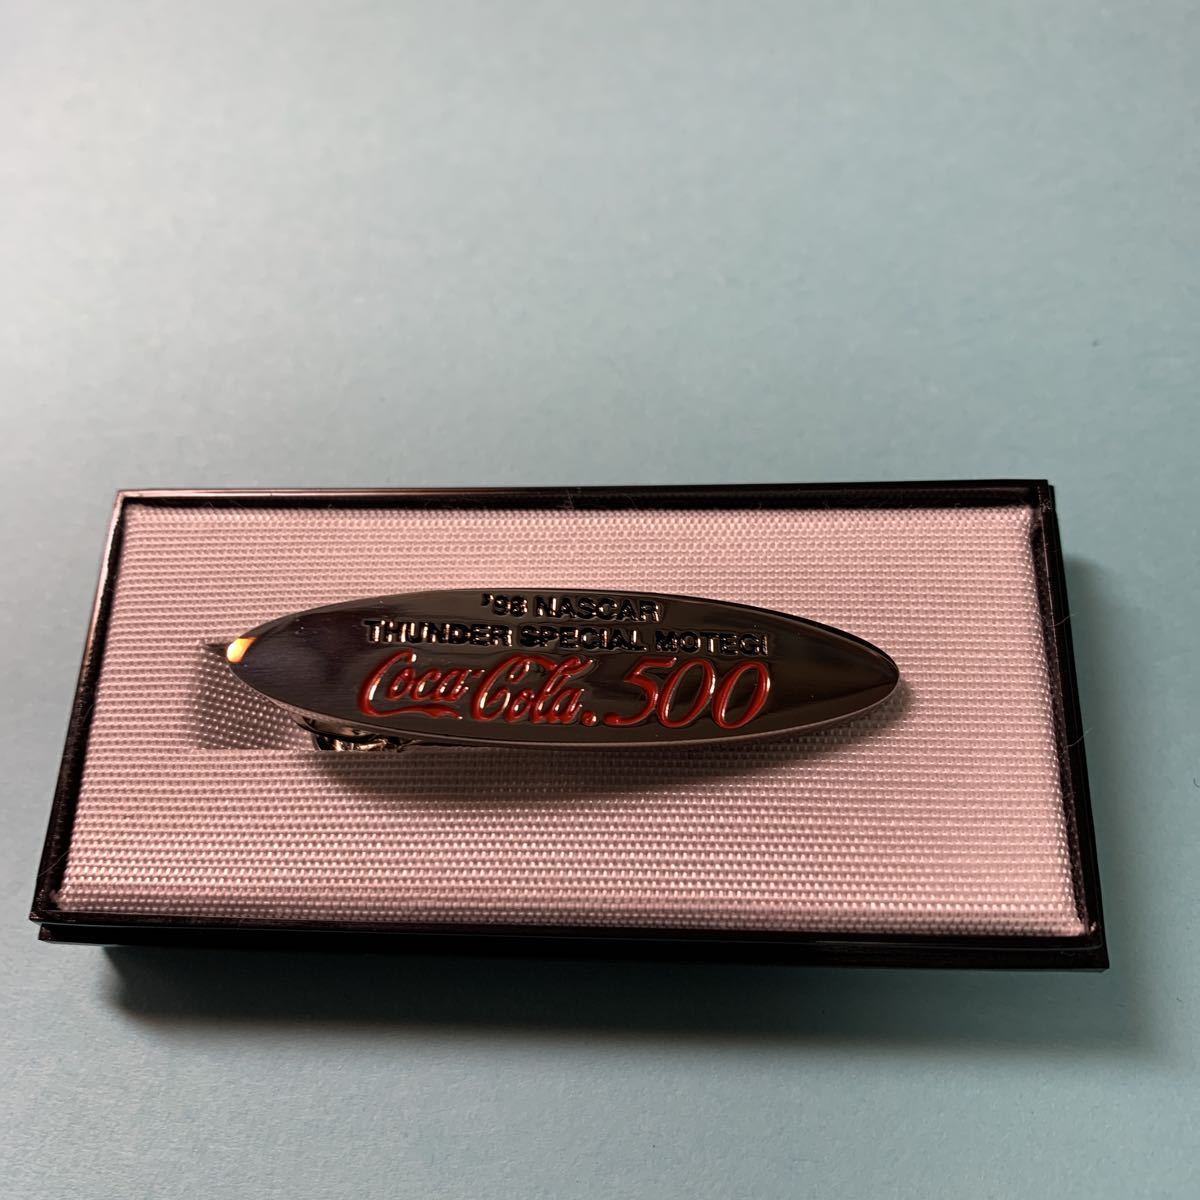 '98 NASCAR
THUNDER SPECIAL MOTEGI
Coca-Cola.500